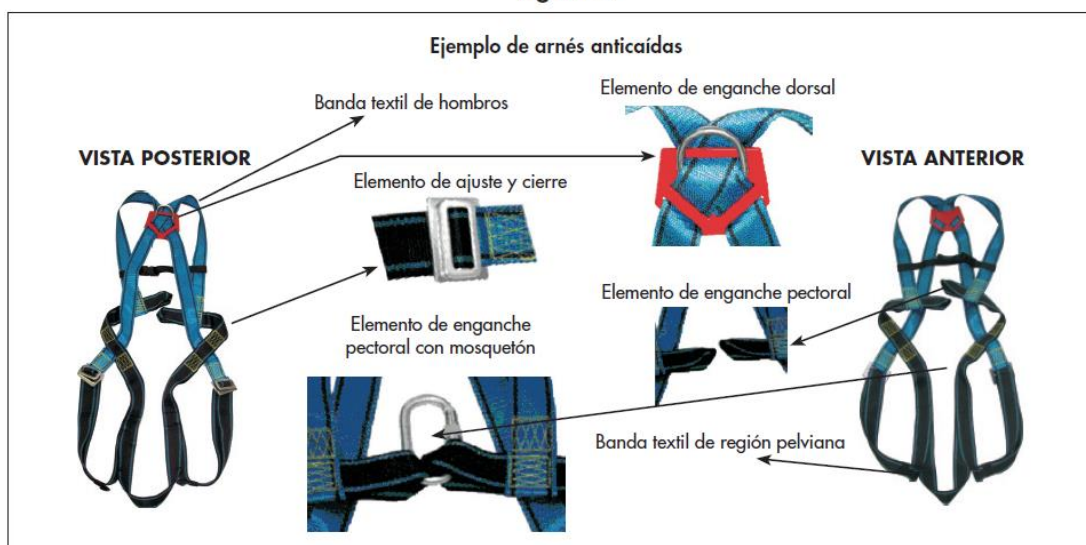 Ejemplo de arnés anticaídas
Elemento de enganche dorsal
Banda textil de hombros
VISTA POSTERIOR
VISTA ANTERIOR
Elemento de ajuste y cierre
Elemento de enganche pectoral
Elemento de enganche
pectoral con mosquetón
Banda textil de región pelviana